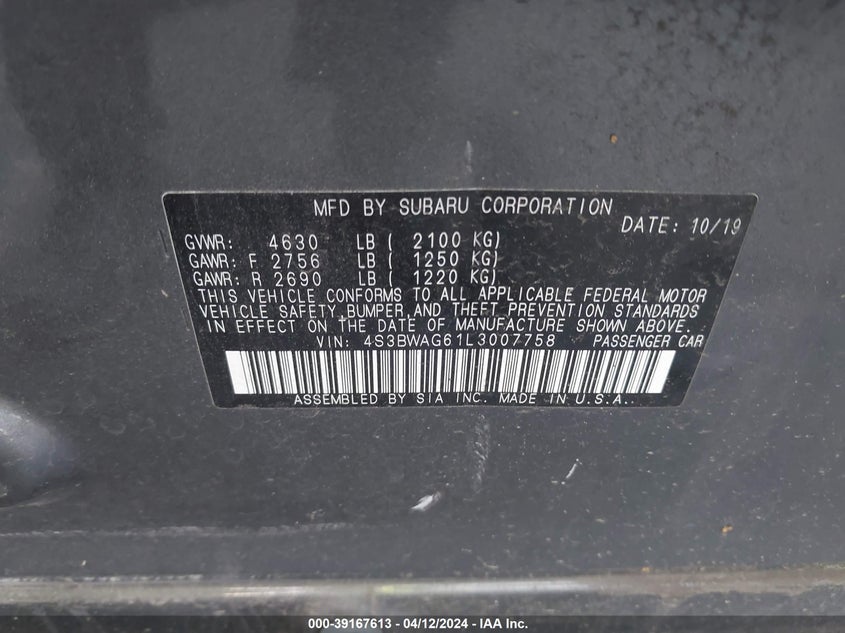 MFD BY SUBARU CORPORATION
DATE: 10/19
GVWR: 4630 LB ( 2100 KG)
GAWR: F 2756 LB ( 1250 KG)
GAWR: R 2690 LB ( 1220 KG)
THIS VEHICLE CONFORMS TO ALL APPLICABLE FEDERAL MOTOR
VEHICLE SAFETY,BUMPER,AND THEFT PREVENTION STANDARDS
IN EFFECT ON THE DATE OF MANUFACTURE SHOWN ABOVE.
VIN: 4S3BWAG61L3007758 PASSENGER CAR
ASSEMBLED BY SIA INC. MADE IN U.S.A.
000-39167613 - 04/12/2024 - IAA Inc.